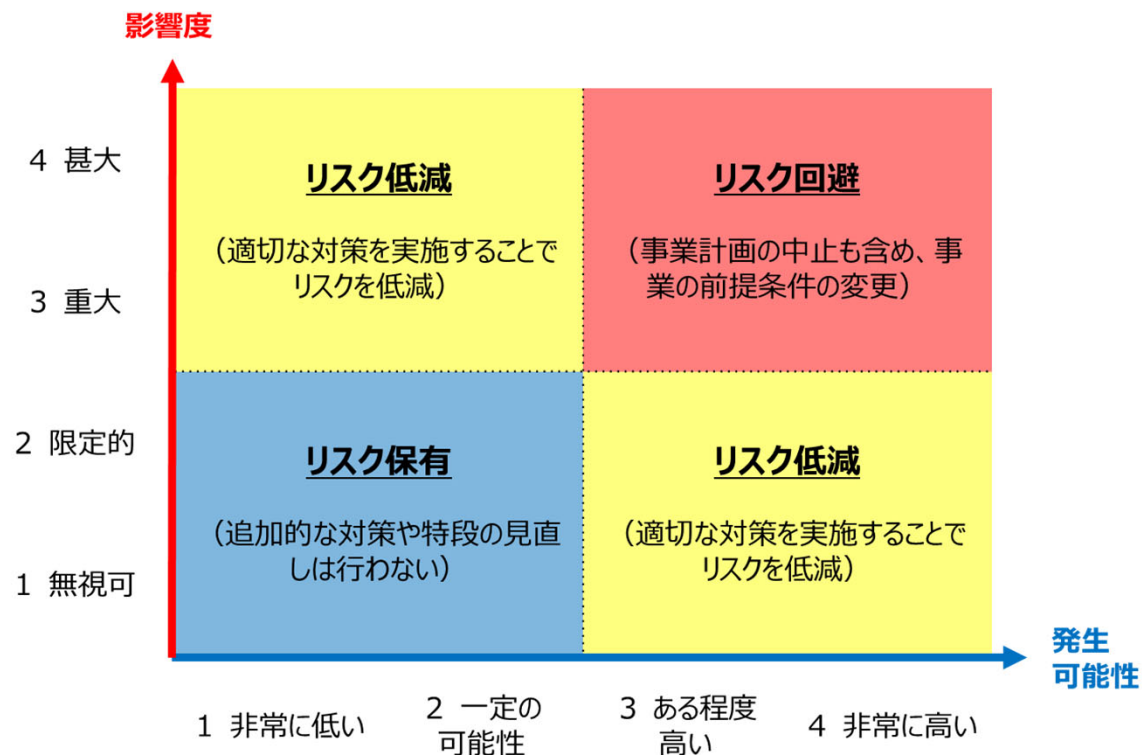 影響度
4 甚大
3 重大
2 限定的
1 無視可
リスク低減
（適切な対策を実施することで
リスクを低減）
リスク回避
（事業計画の中止も含め、事
業の前提条件の変更）
リスク保有
（追加的な対策や特段の見直
しは行わない）
リスク低減
（適切な対策を実施することで
リスクを低減）
発生
可能性
1 非常に低い
2 一定の
可能性
3 ある程度
高い
4 非常に高い